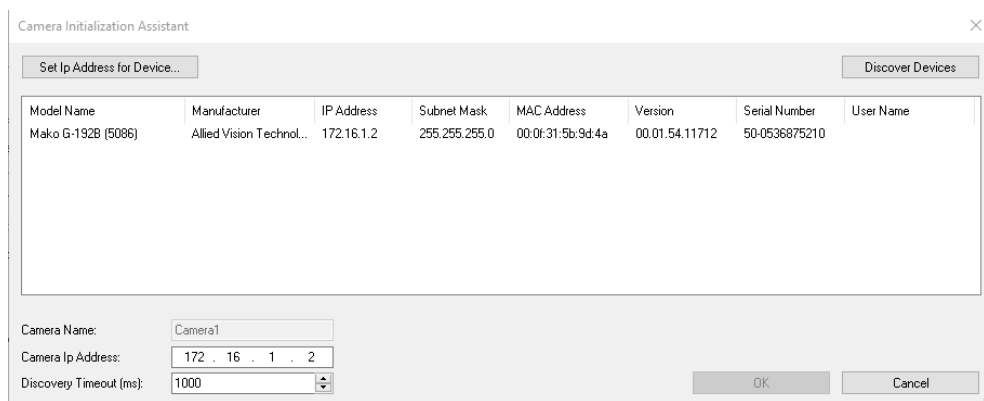 Camera Initialization Assistant
Set Ip Address for Device...
Discover Devices
Model Name Manufacturer IP Address Subnet Mask MAC Address Version Serial Number User Name
Mako G-192B (5086) Allied Vision Technol... 172.16.1.2 255.255.255.0 00:0f:31:5b:9d:4a 00.01.54.11712 50-0536875210
Camera Name: Camera1
Camera Ip Address: 172 . 16 . 1 . 2
Discovery Timeout (ms): 1000
OK Cancel